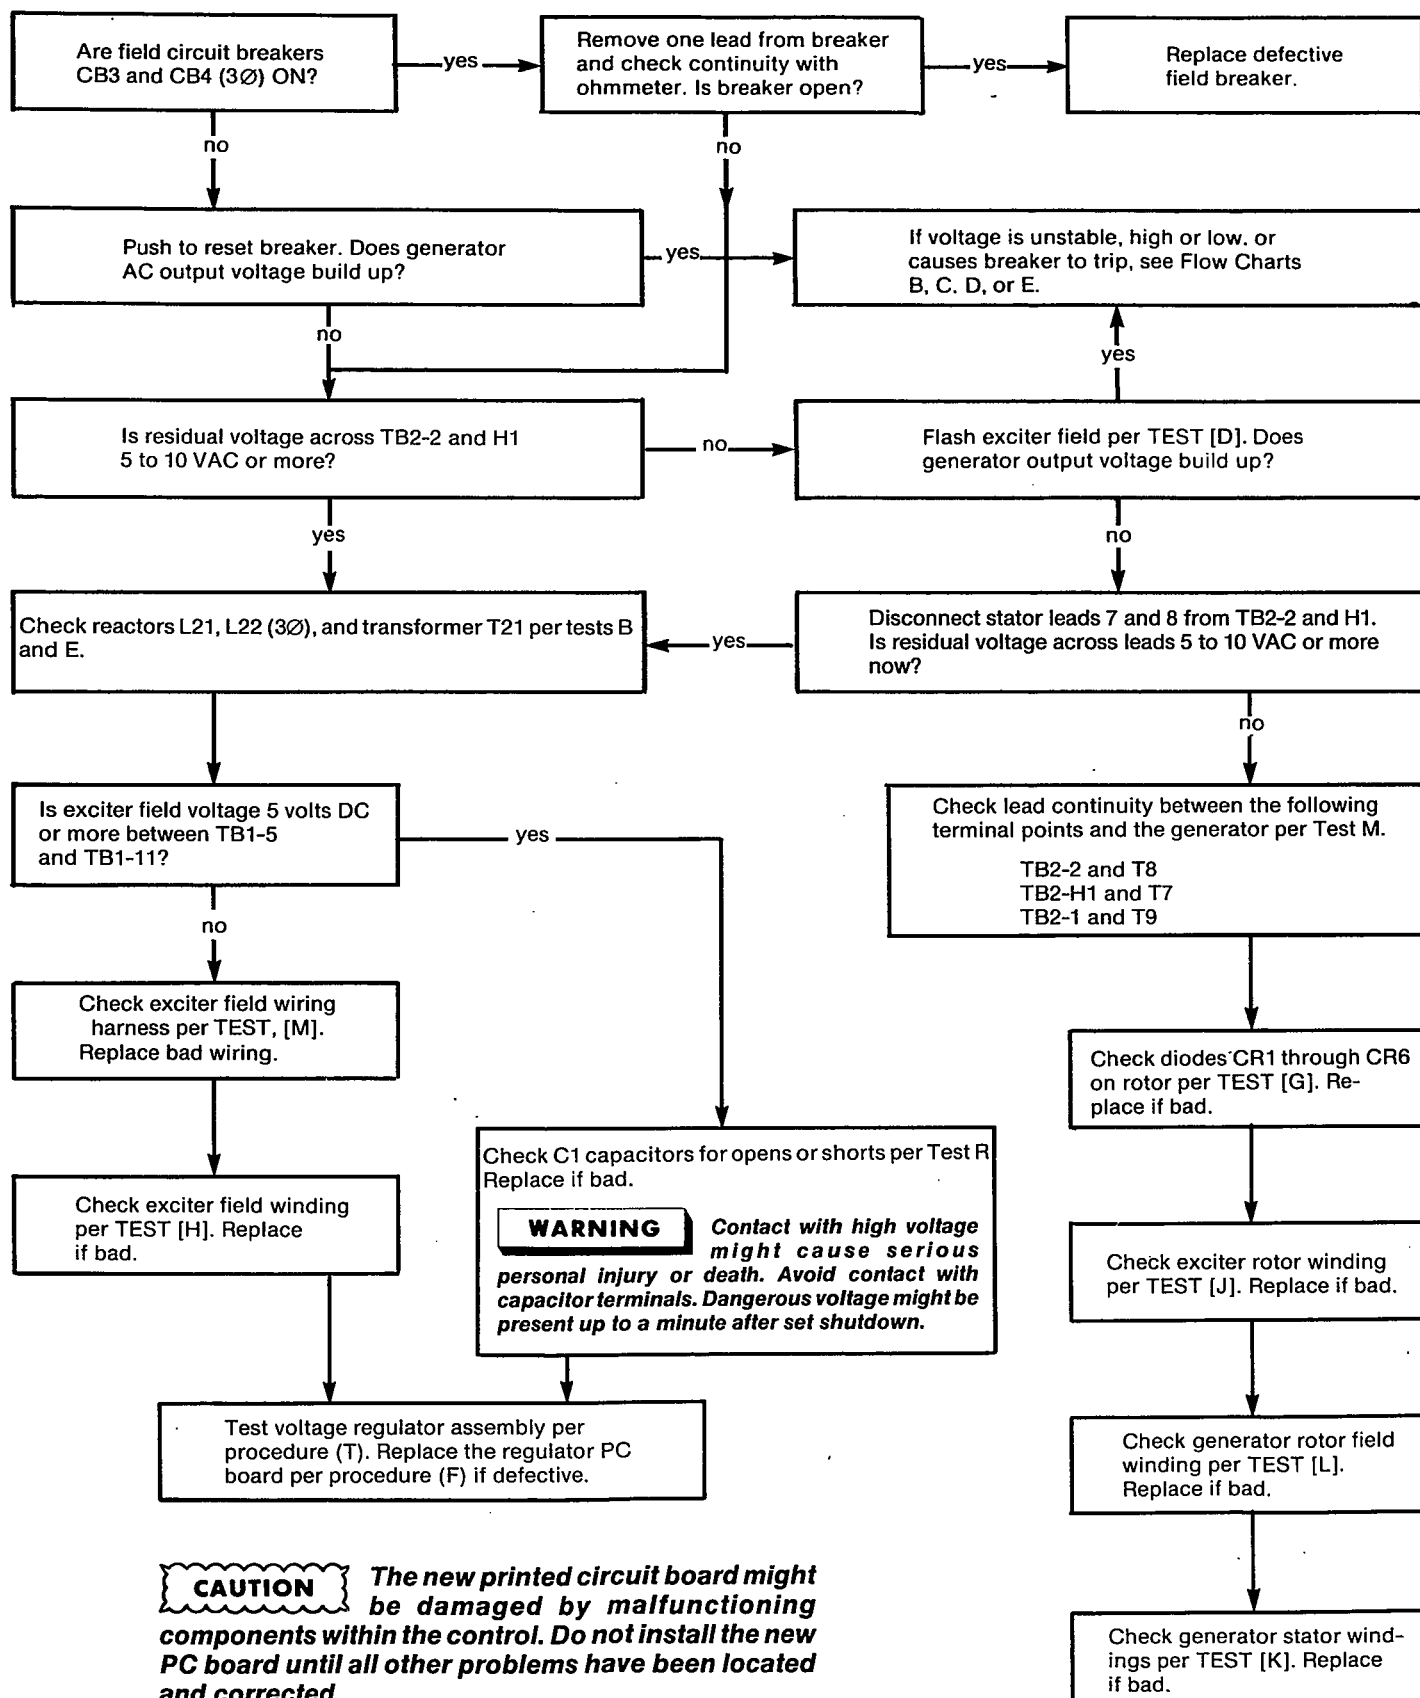 Are field circuit breakers
CB3 and CB4 (3Ø) ON?
yes
Remove one lead from breaker
and check continuity with
ohmmeter. Is breaker open?
yes
Replace defective
field breaker.
no
no
Push to reset breaker. Does generator
AC output voltage build up?
yes
If voltage is unstable, high or low, or
causes breaker to trip, see Flow Charts
B, C. D, or E.
no
yes
Is residual voltage across TB2-2 and H1
5 to 10 VAC or more?
no
Flash exciter field per TEST [D]. Does
generator output voltage build up?
yes
no
Check reactors L21, L22 (3Ø), and transformer T21 per tests B
and E.
yes
Disconnect stator leads 7 and 8 from TB2-2 and H1.
Is residual voltage across leads 5 to 10 VAC or more
now?
no
Is exciter field voltage 5 volts DC
or more between TB1-5
and TB1-11?
yes
Check lead continuity between the following
terminal points and the generator per Test M.
TB2-2 and T8
TB2-H1 and T7
TB2-1 and T9
no
Check exciter field wiring
harness per TEST, [M].
Replace bad wiring.
Check diodes CR1 through CR6
on rotor per TEST [G]. Re-
place if bad.
Check C1 capacitors for opens or shorts per Test R
Replace if bad.
WARNING Contact with high voltage
might cause serious
personal injury or death. Avoid contact with
capacitor terminals. Dangerous voltage might be
present up to a minute after set shutdown.
Check exciter field winding
per TEST [H]. Replace
if bad.
Check exciter rotor winding
per TEST [J]. Replace if bad.
Test voltage regulator assembly per
procedure (T). Replace the regulator PC
board per procedure (F) if defective.
Check generator rotor field
winding per TEST [L].
Replace if bad.
CAUTION The new printed circuit board might
be damaged by malfunctioning
components within the control. Do not install the new
PC board until all other problems have been located
and corrected
Check generator stator wind-
ings per TEST [K]. Replace
if bad.